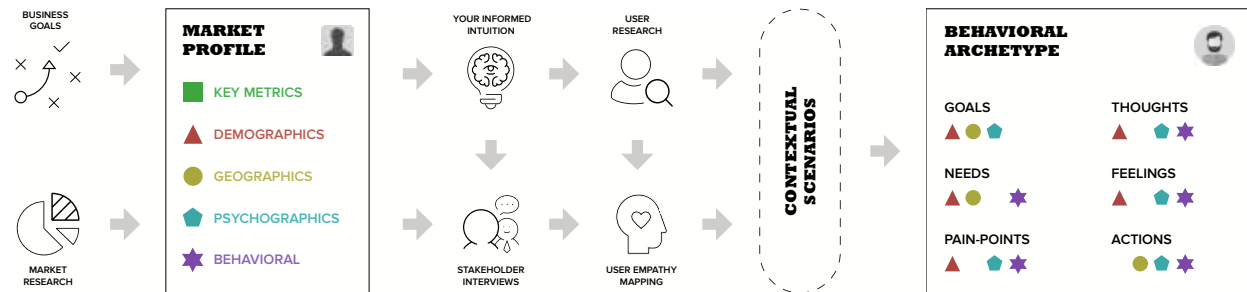 BUSINESS
GOALS
MARKET
RESEARCH
MARKET
PROFILE
KEY METRICS
DEMOGRAPHICS
GEOGRAPHICS
PSYCHOGRAPHICS
BEHAVIORAL
YOUR INFORMED
INTUITION
USER
RESEARCH
STAKEHOLDER
INTERVIEWS
USER EMPATHY
MAPPING
CONTEXTUAL
SCENARIOS
BEHAVIORAL
ARCHETYPE
GOALS
THOUGHTS
NEEDS
FEELINGS
PAIN-POINTS
ACTIONS